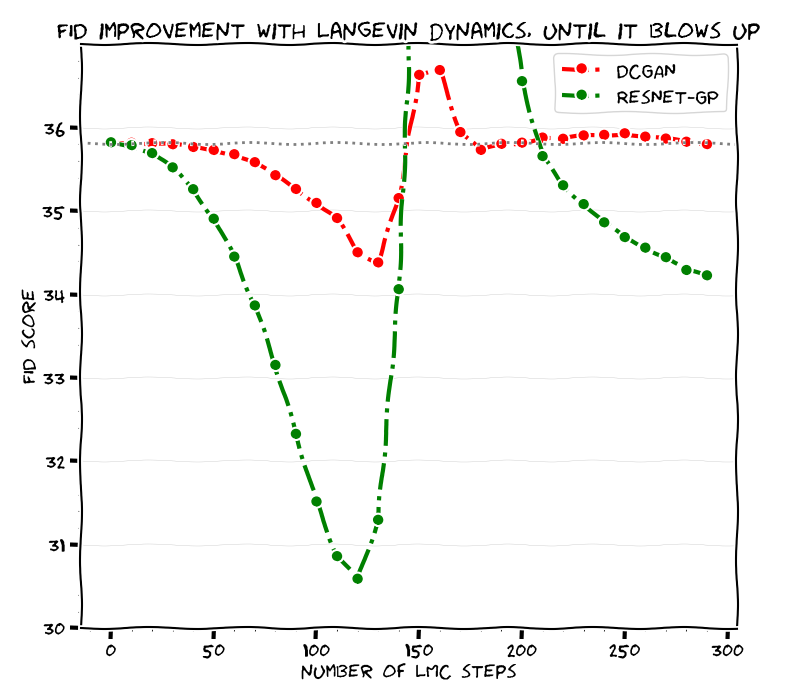 FID IMPROVEMENT WITH LANGEVIN DYNAMICS, UNTIL IT BLOWS UP
DCGAN
RESNET-GP
36
35
34
33
32
31
30
FID SCORE
0 50 100 150 200 250 300
NUMBER OF LMC STEPS